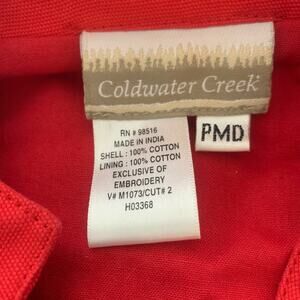 Coldwater Creek
RN # 98516
MADE IN INDIA
SHELL : 100% COTTON
LINING : 100% COTTON
EXCLUSIVE OF
EMBROIDERY
V# M1073/CUT# 2
H03368
PMD